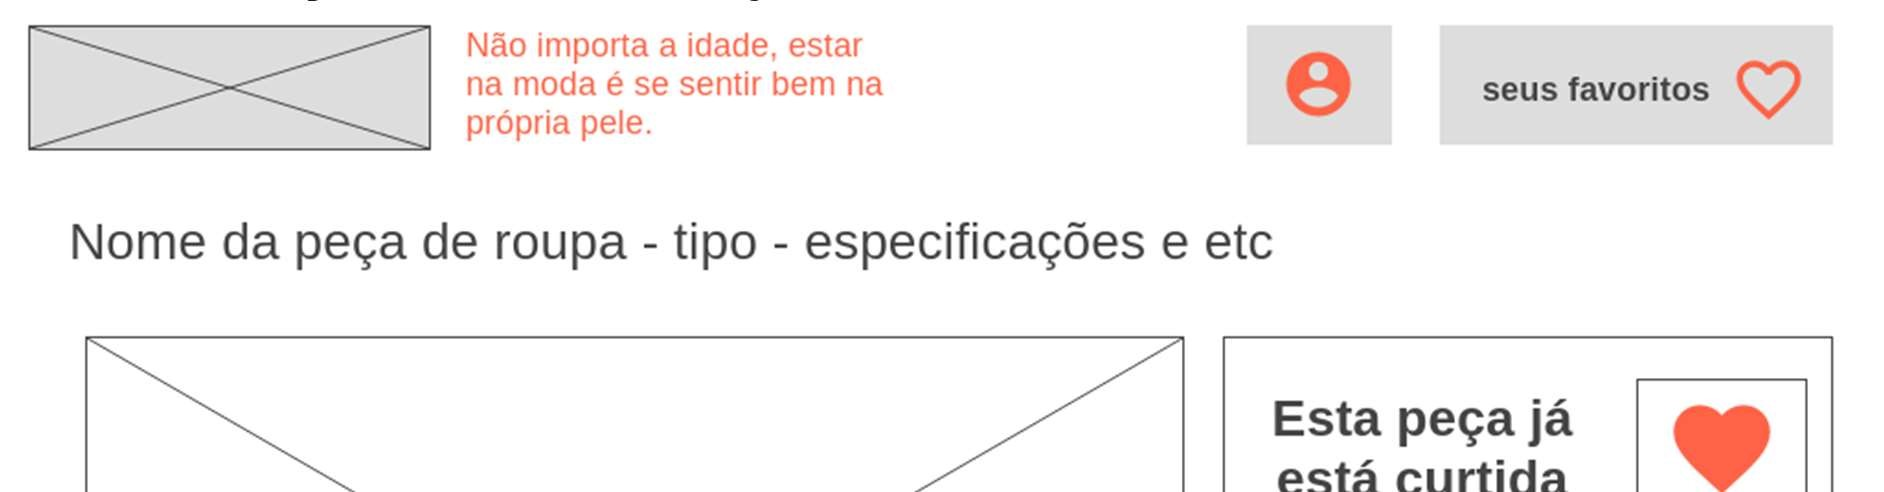 Não importa a idade, estar
na moda é se sentir bem na
própria pele.
seus favoritos
Nome da peça de roupa - tipo - especificações e etc
Esta peça já
está curtida